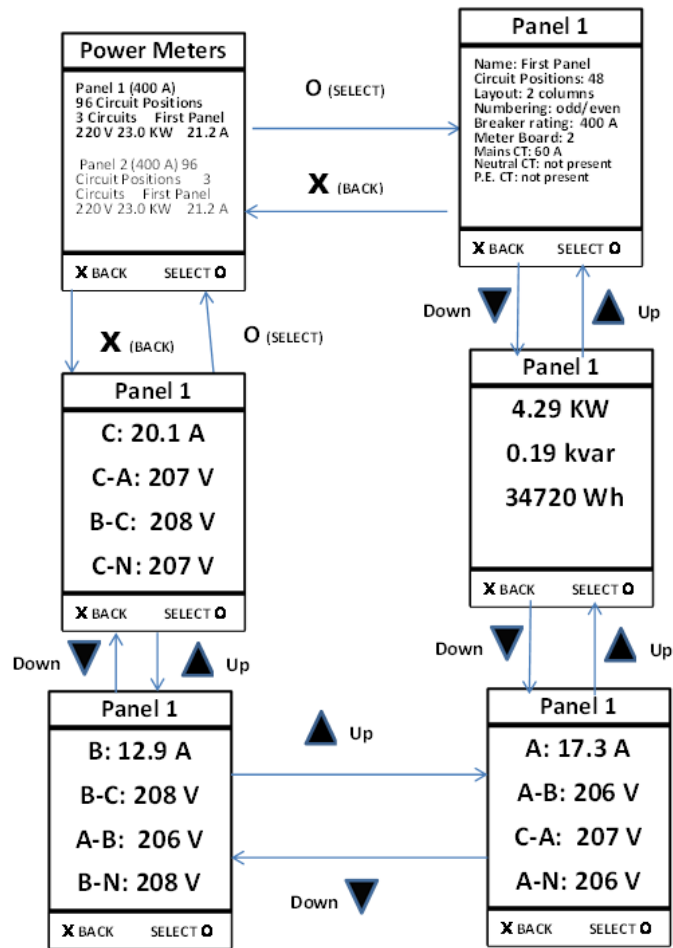 Power Meters
Panel 1 (400 A)
96 Circuit Positions
3 Circuits First Panel
220 V 23.0 KW 21.2 A
Panel 2 (400 A) 96
Circuit Positions 3
Circuits First Panel
220 V 23.0 KW 21.2 A
X BACK SELECT O
O (SELECT)
X (BACK)
Panel 1
Name: First Panel
Circuit Positions: 48
Layout: 2 columns
Numbering: odd/even
Breaker rating: 400 A
Meter Board: 2
Mains CT: 60 A
Neutral CT: not present
P.E. CT: not present
X BACK SELECT O
Down Up
X (BACK) O (SELECT)
Panel 1
C: 20.1 A
C-A: 207 V
B-C: 208 V
C-N: 207 V
X BACK SELECT O
Down Up
Panel 1
4.29 KW
0.19 kvar
34720 Wh
X BACK SELECT O
Down Up
Panel 1
B: 12.9 A
B-C: 208 V
A-B: 206 V
B-N: 208 V
X BACK SELECT O
Up
Down
Panel 1
A: 17.3 A
A-B: 206 V
C-A: 207 V
A-N: 206 V
X BACK SELECT O